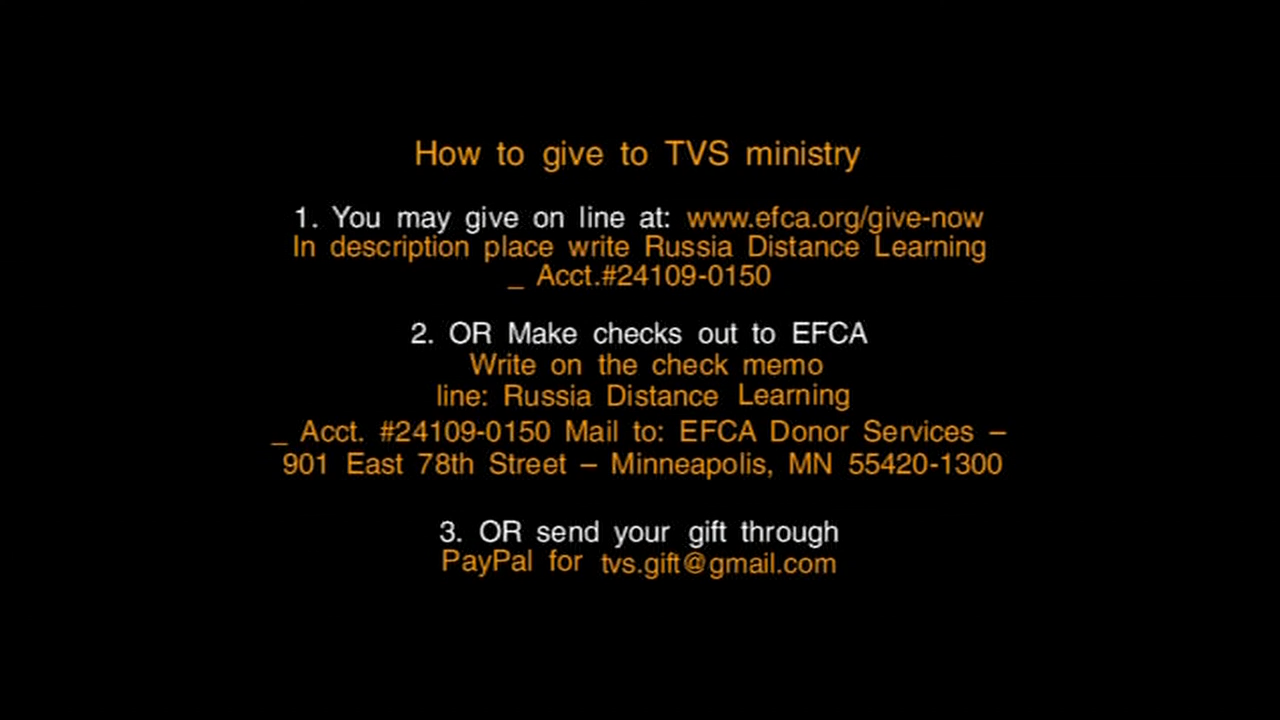 How to give to TVS ministry
1. You may give on line at: www.efca.org/give-now
In description place write Russia Distance Learning
_ Acct.#24109-0150
2. OR Make checks out to EFCA
Write on the check memo
line: Russia Distance Learning
_ Acct. #24109-0150 Mail to: EFCA Donor Services –
901 East 78th Street – Minneapolis, MN 55420-1300
3. OR send your gift through
PayPal for tvs.gift@gmail.com